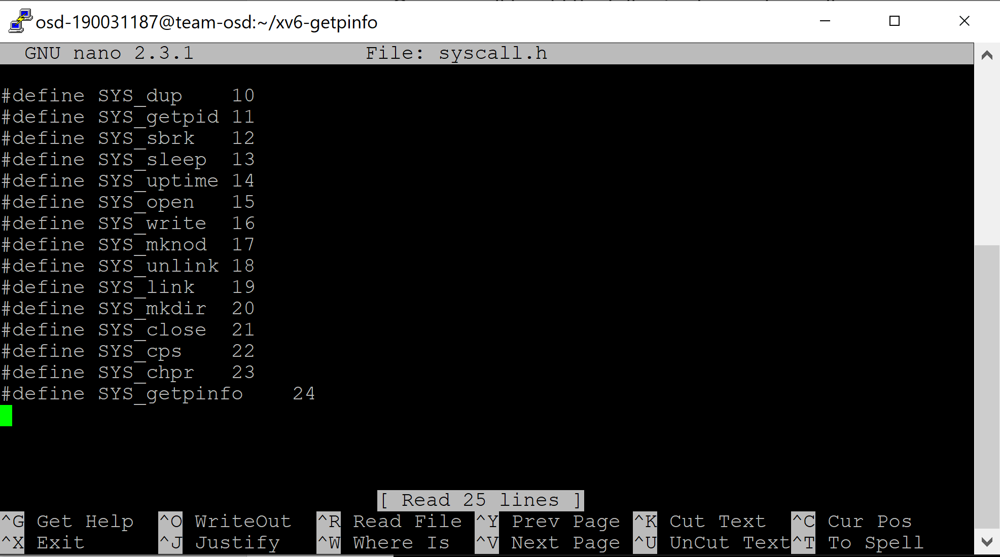 osd-190031187@team-osd:~/xv6-getpinfo
GNU nano 2.3.1 File: syscall.h
#define SYS_dup 10
#define SYS_getpid 11
#define SYS_sbrk 12
#define SYS_sleep 13
#define SYS_uptime 14
#define SYS_open 15
#define SYS_write 16
#define SYS_mknod 17
#define SYS_unlink 18
#define SYS_link 19
#define SYS_mkdir 20
#define SYS_close 21
#define SYS_cps 22
#define SYS_chpr 23
#define SYS_getpinfo 24
[ Read 25 lines ]
^G Get Help ^O WriteOut ^R Read File ^Y Prev Page ^K Cut Text ^C Cur Pos
^X Exit ^J Justify ^W Where Is ^V Next Page ^U UnCut Text^T To Spell